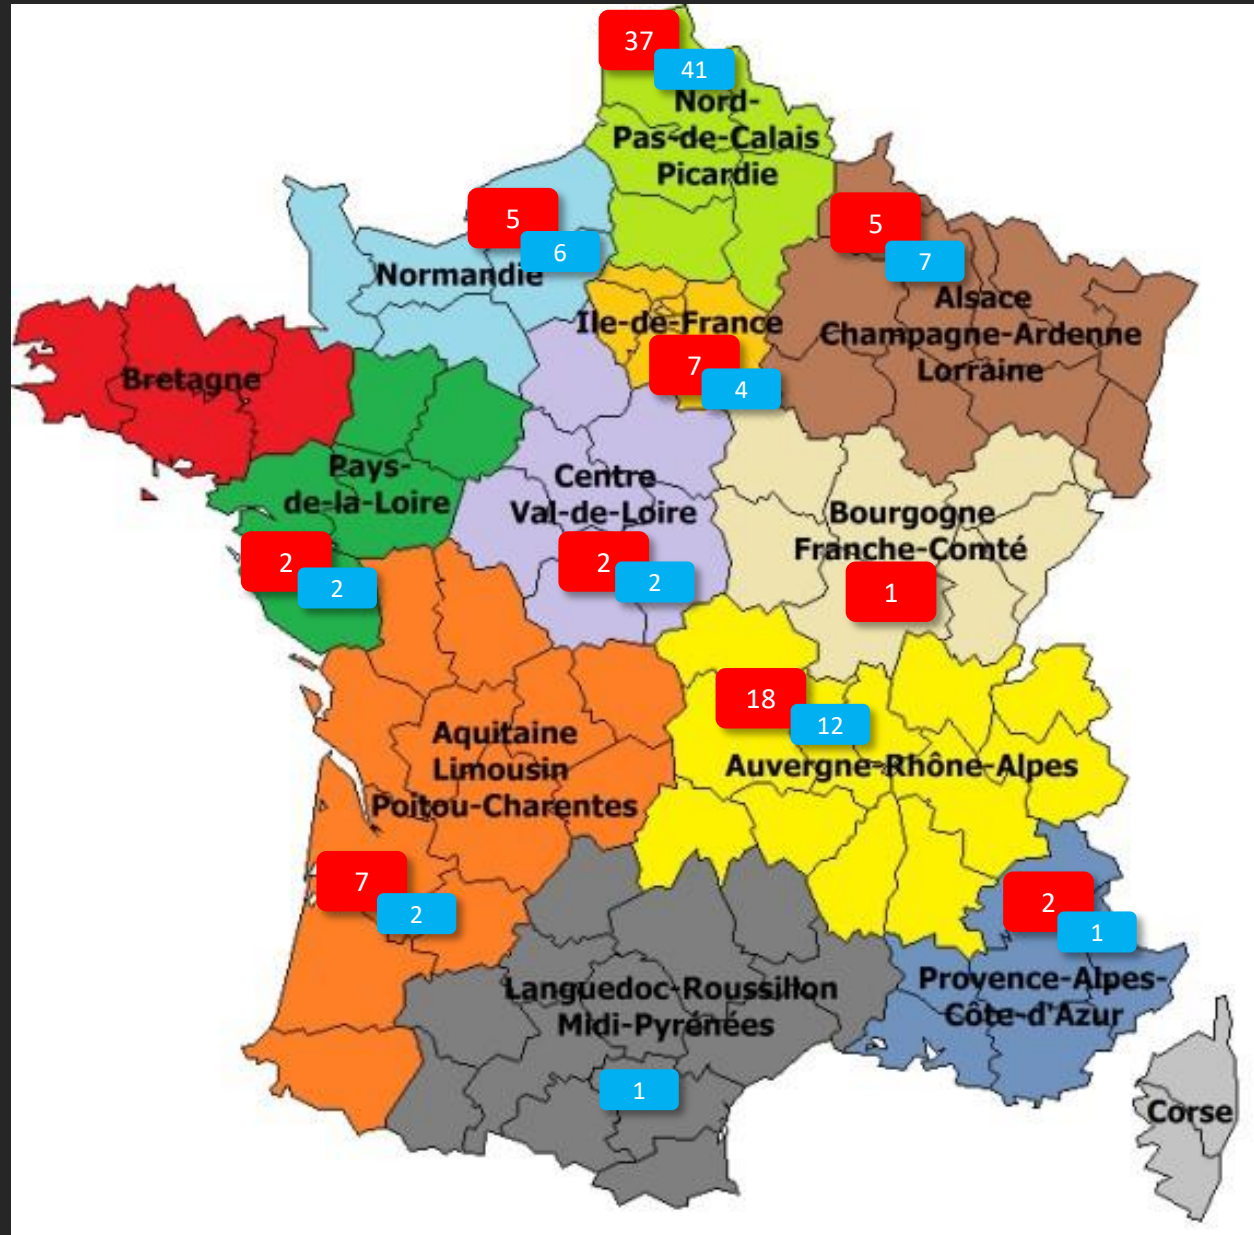 37
41
Nord-
Pas-de-Calais
Picardie
5
6
Normandie
5
7
Alsace
Champagne-Ardenne
Lorraine
Ile-de-France
7
4
Bretagne
Pays-
de-la-Loire
2
2
Centre
Val-de-Loire
2
2
Bourgogne
Franche-Comté
1
18
12
Auvergne-Rhône-Alpes
Aquitaine
Limousin
Poitou-Charentes
7
2
2
1
Provence-Alpes-
Côte-d'Azur
Languedoc-Roussillon
Midi-Pyrénées
1
Corse